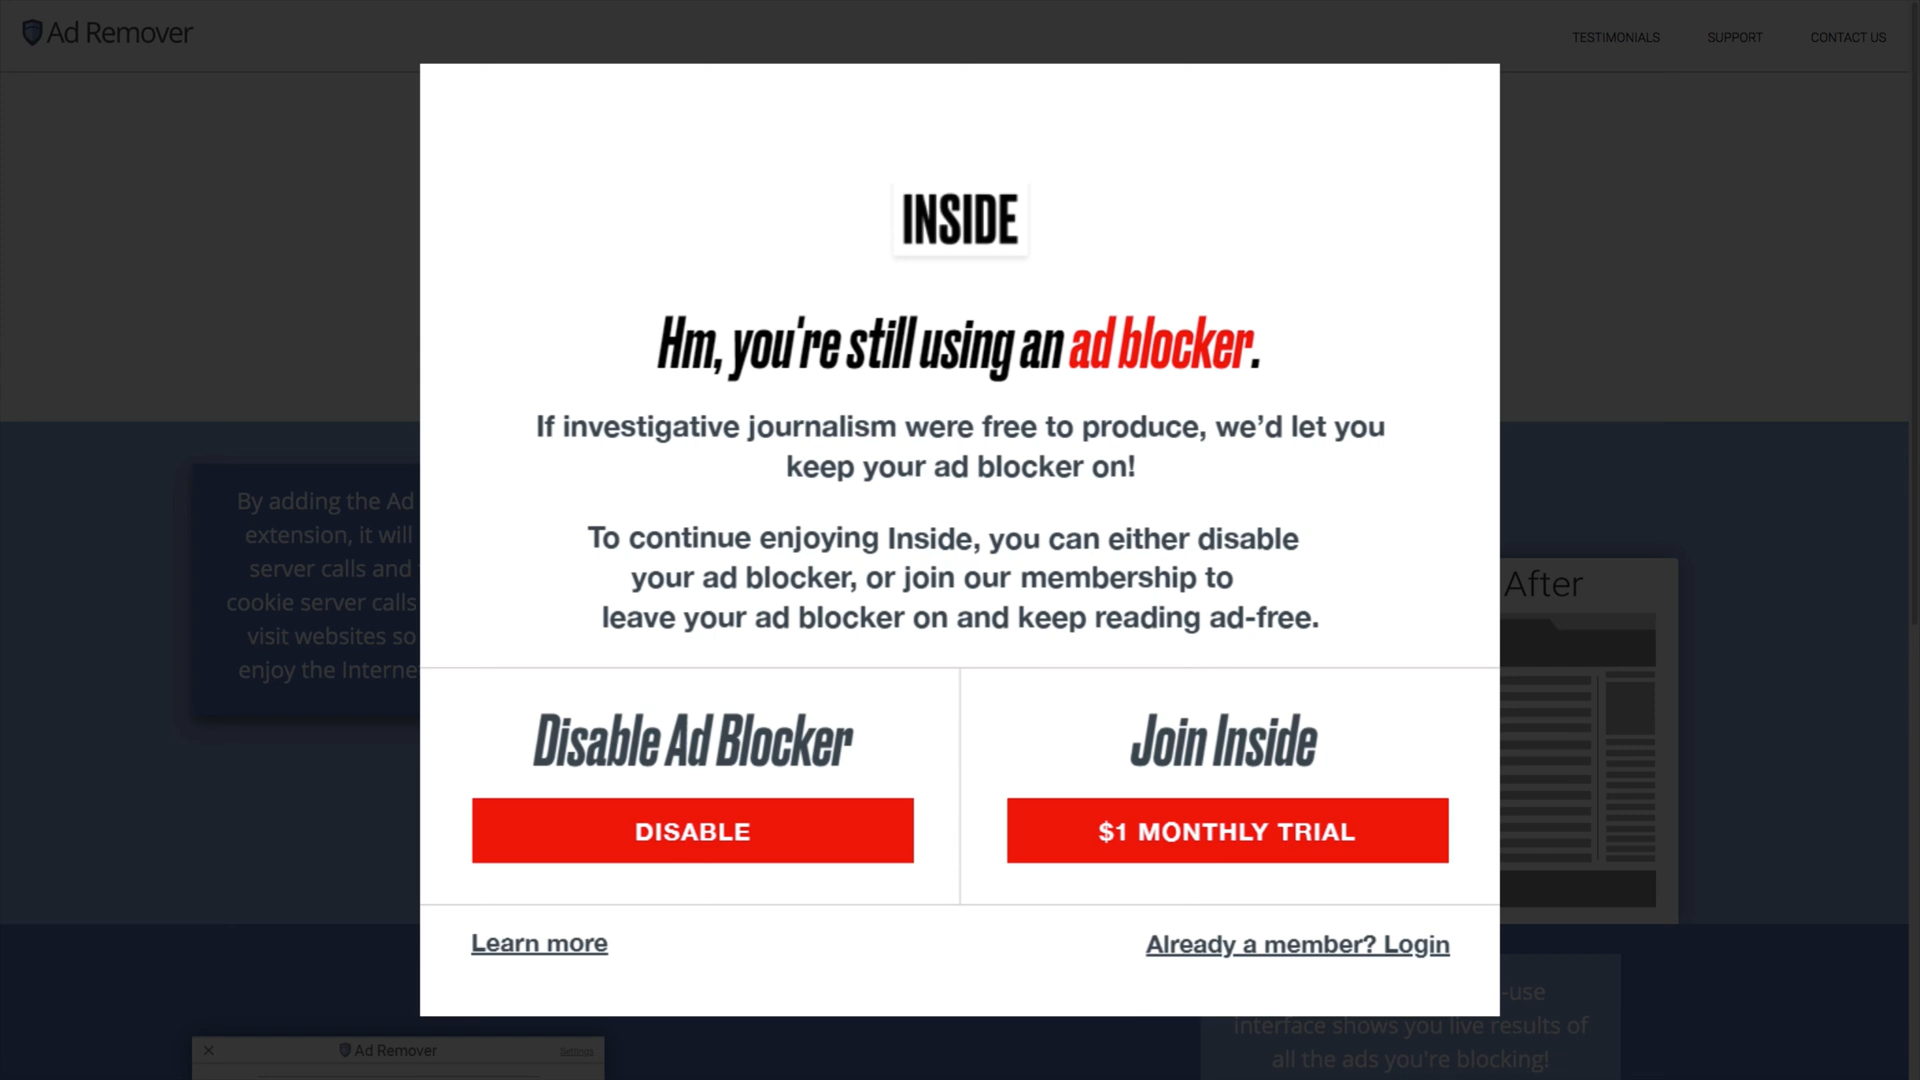 Ad Remover
TESTIMONIALS
SUPPORT
CONTACT US
INSIDE
Hm, you're still using an ad blocker.
If investigative journalism were free to produce, we’d let you
keep your ad blocker on!
To continue enjoying Inside, you can either disable
your ad blocker, or join our membership to
leave your ad blocker on and keep reading ad-free.
Disable Ad Blocker
DISABLE
Join Inside
$1 MONTHLY TRIAL
Learn more
Already a member? Login
By adding the Ad
extension, it will
server calls and
cookie server calls
visit websites so
enjoy the Interne
After
-use
interface shows you live results of
all the ads you're blocking!
Ad Remover
Settings